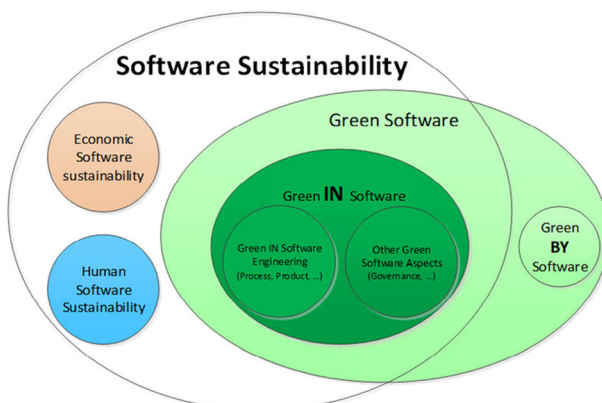 Software Sustainability
Economic
Software
sustainability
Human
Software
Sustainability
Green Software
Green IN Software
Green IN Software
Engineering
(Process, Product, ...)
Other Green
Software Aspects
(Governance, ...)
Green
BY
Software